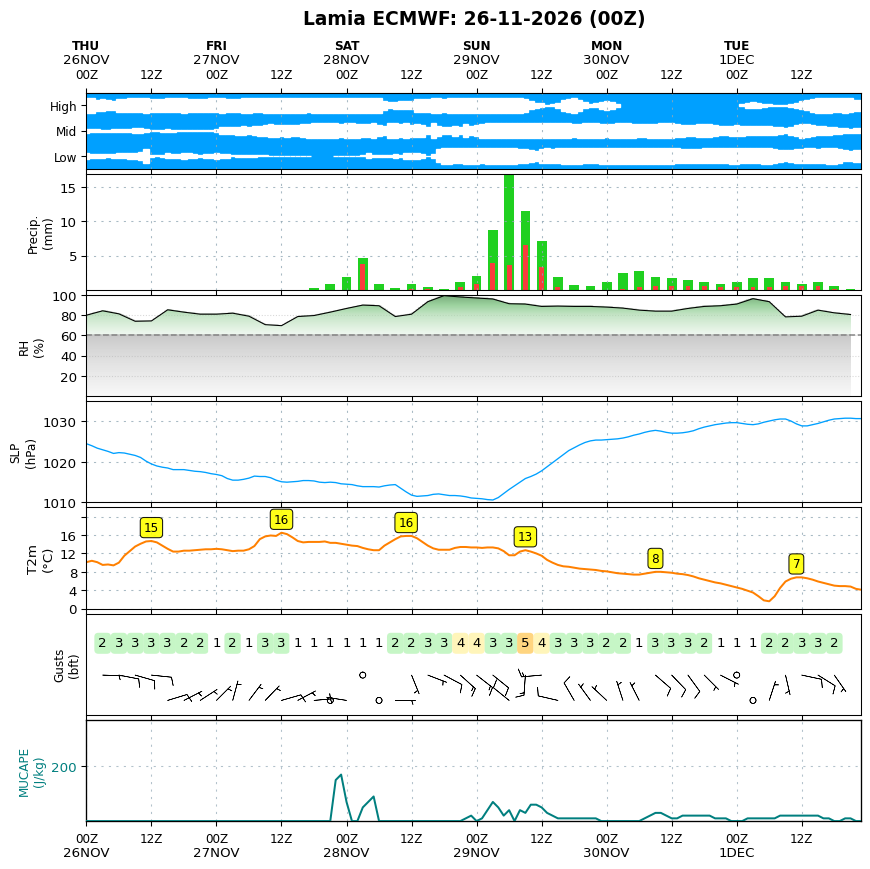 Lamia ECMWF: 26-11-2026 (00Z)
THU FRI SAT SUN MON TUE
26NOV 27NOV 28NOV 29NOV 30NOV 1DEC
00Z 12Z 00Z 12Z 00Z 12Z 00Z 12Z 00Z 12Z 00Z 12Z
High
Mid
Low
Precip.
(mm)
15
10
5
RH
(%)
100
80
60
40
20
SLP
(hPa)
1030
1020
1010
T2m
(°C)
16
12
8
4
0
15 16 16 13 8 7
Gusts
(bft)
2 3 3 3 3 2 2 1 2 1 3 3 1 1 1 1 1 1 2 2 3 3 4 4 3 3 5 4 3 3 3 2 2 1 3 3 3 2 1 1 1 2 2 3 3 2
MUCAPE
(J/kg)
200
00Z 12Z 00Z 12Z 00Z 12Z 00Z 12Z 00Z 12Z 00Z 12Z
26NOV 27NOV 28NOV 29NOV 30NOV 1DEC